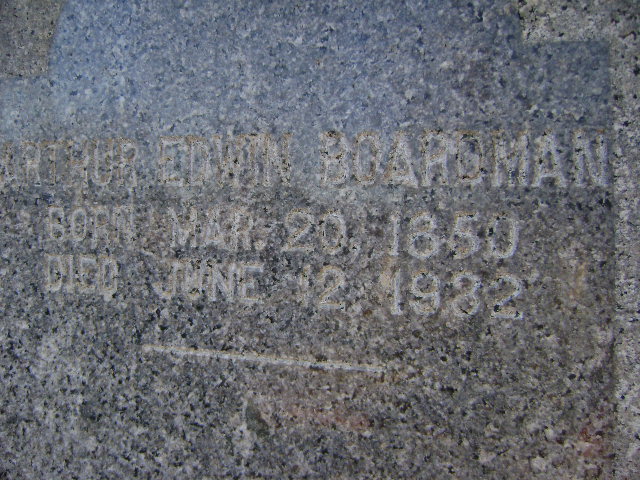 ARTHUR EDWIN BOARDMAN
BORN MAR. 20, 1850
DIED JUNE 12, 1932